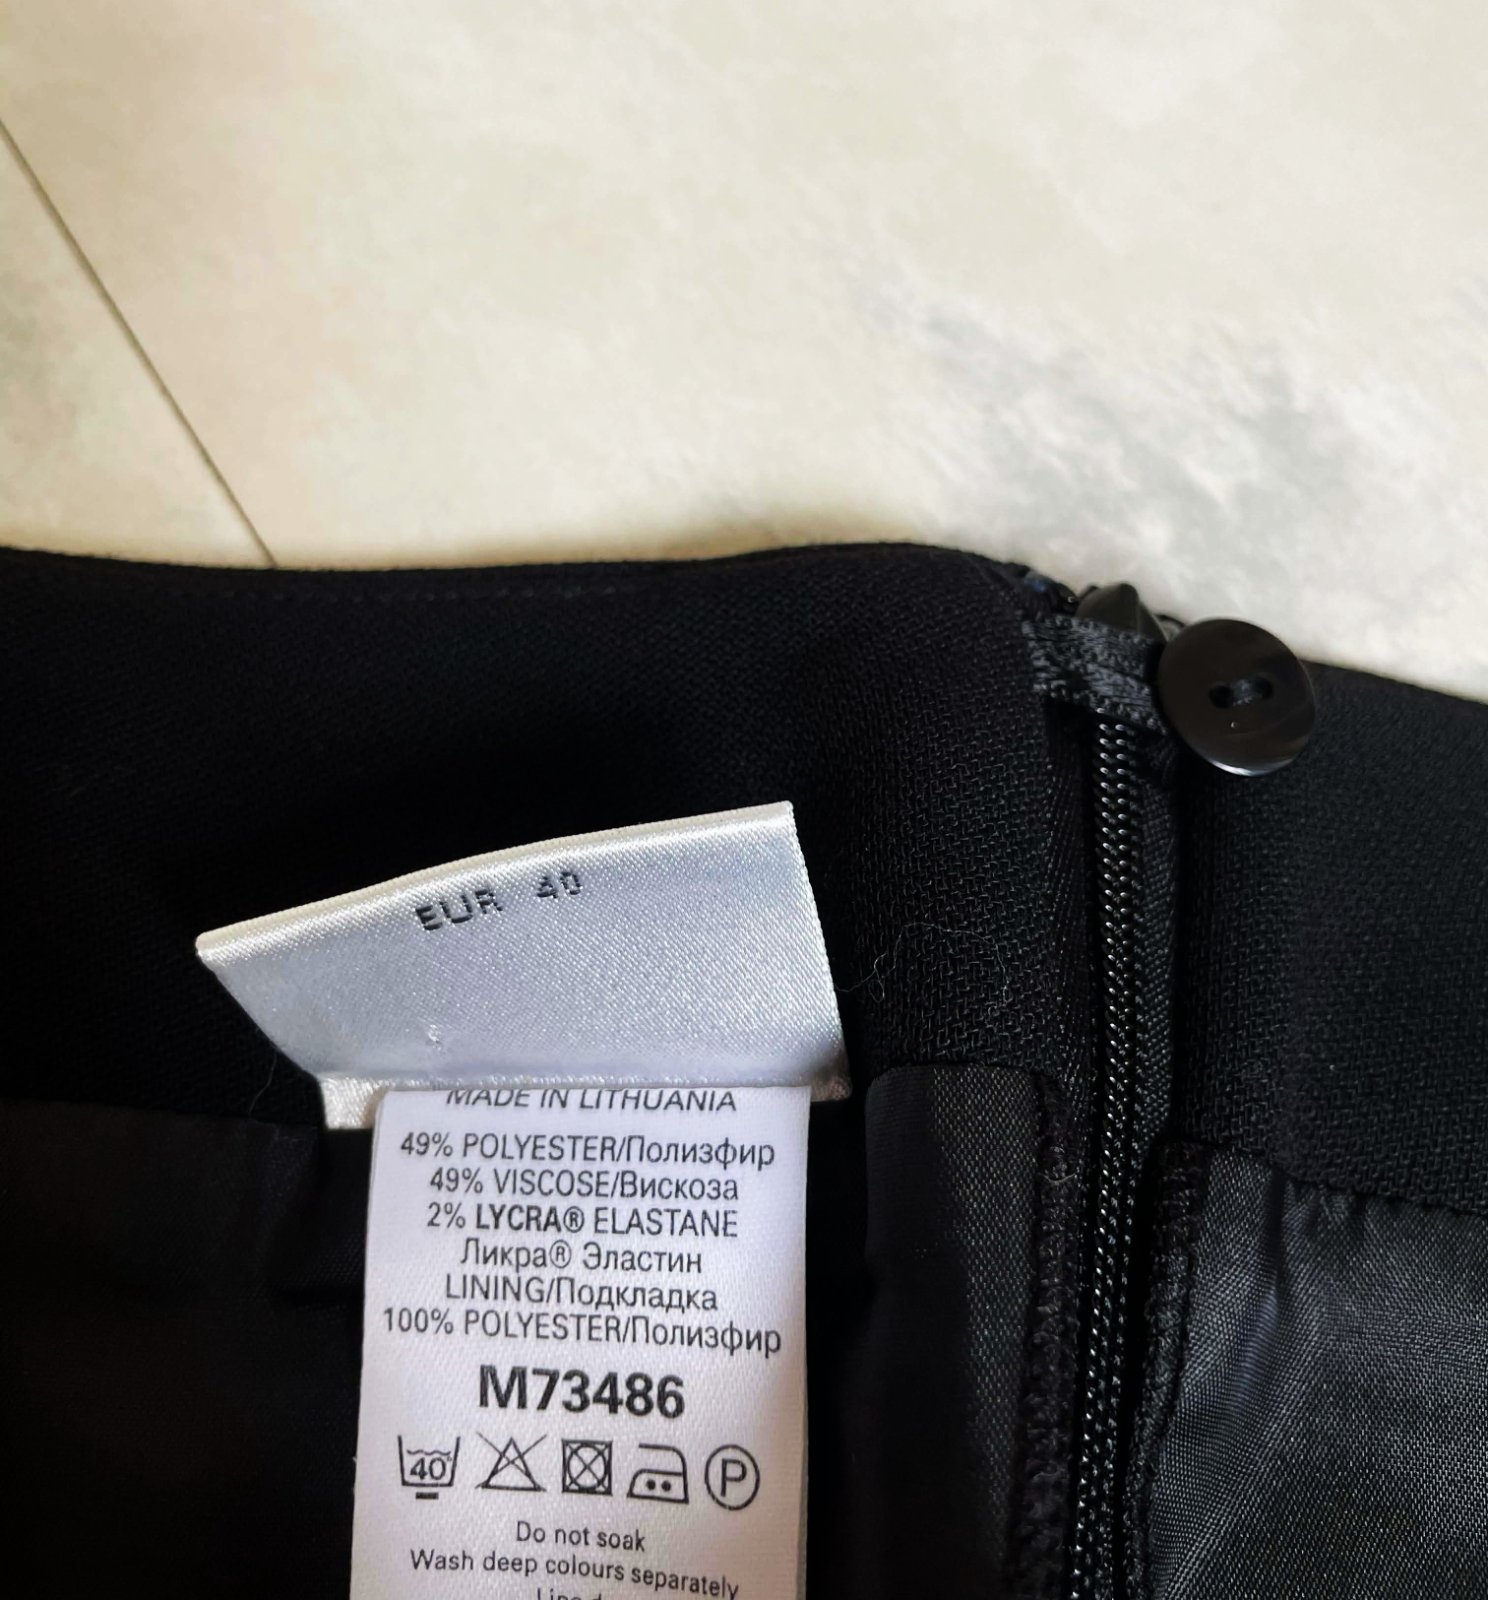 EUR 40
MADE IN LITHUANIA
49% POLYESTER/Полиэфир
49% VISCOSE/Вискоза
2% LYCRA® ELASTANE
Ликра® Эластин
LINING/Подкладка
100% POLYESTER/Полиэфир
M73486
40 P
Do not soak
Wash deep colours separately